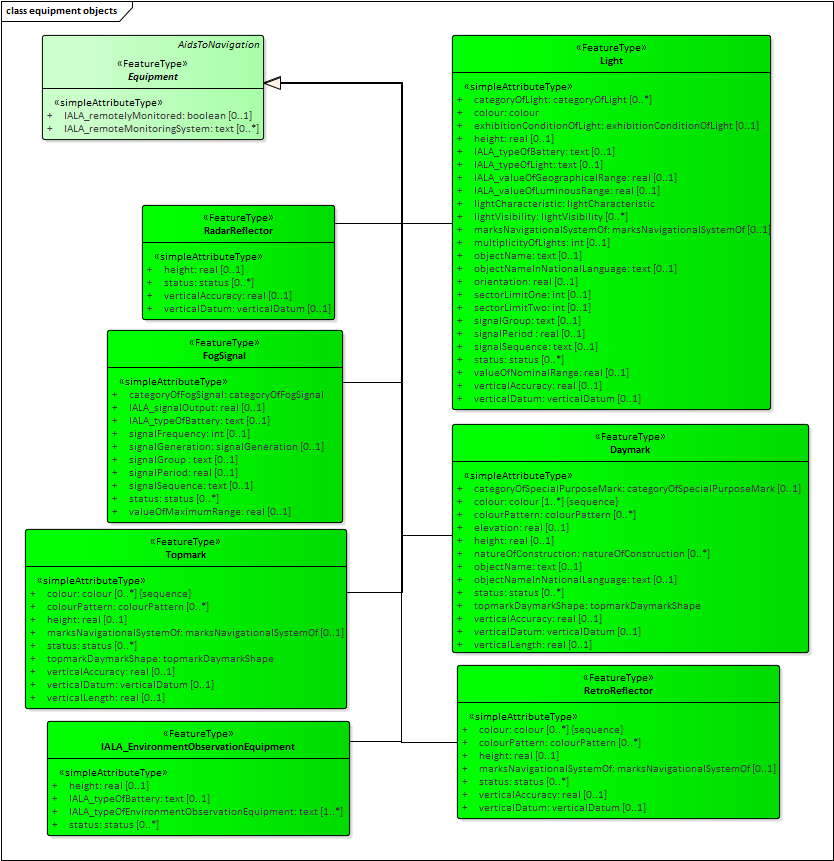 class equipment objects
AidsToNavigation
«FeatureType»
Equipment
«simpleAttributeType»
+ IALA_remotelyMonitored: boolean [0..1]
+ IALA_remoteMonitoringSystem: text [0..*]
«FeatureType»
Light
«simpleAttributeType»
+ categoryOfLight: categoryOfLight [0..*]
+ colour: colour
+ exhibitionConditionOfLight: exhibitionConditionOfLight [0..1]
+ height: real [0..1]
+ IALA_typeOfBattery: text [0..1]
+ IALA_typeOfLight: text [0..1]
+ IALA_valueOfGeographicalRange: real [0..1]
+ IALA_valueOfLuminousRange: real [0..1]
+ lightCharacteristic: lightCharacteristic
+ lightVisibility: lightVisibility [0..*]
+ marksNavigationalSystemOf: marksNavigationalSystemOf [0..1]
+ multiplicityOfLights: int [0..1]
+ objectName: text [0..1]
+ objectNameInNationalLanguage: text [0..1]
+ orientation: real [0..1]
+ sectorLimitOne: int [0..1]
+ sectorLimitTwo: int [0..1]
+ signalGroup: text [0..1]
+ signalPeriod : real [0..1]
+ signalSequence: text [0..1]
+ status: status [0..*]
+ valueOfNominalRange: real [0..1]
+ verticalAccuracy: real [0..1]
+ verticalDatum: verticalDatum [0..1]
«FeatureType»
RadarReflector
«simpleAttributeType»
+ height: real [0..1]
+ status: status [0..*]
+ verticalAccuracy: real [0..1]
+ verticalDatum: verticalDatum [0..1]
«FeatureType»
FogSignal
«simpleAttributeType»
+ categoryOfFogSignal: categoryOfFogSignal
+ IALA_signalOutput: real [0..1]
+ IALA_typeOfBattery: text [0..1]
+ signalFrequency: int [0..1]
+ signalGeneration: signalGeneration [0..1]
+ signalGroup : text [0..1]
+ signalPeriod: real [0..1]
+ signalSequence: text [0..1]
+ status: status [0..*]
+ valueOfMaximumRange: real [0..1]
«FeatureType»
Daymark
«simpleAttributeType»
+ categoryOfSpecialPurposeMark: categoryOfSpecialPurposeMark [0..1]
+ colour: colour [1..*] {sequence}
+ colourPattern: colourPattern [0..*]
+ elevation: real [0..1]
+ height: real [0..1]
+ natureOfConstruction: natureOfConstruction [0..*]
+ objectName: text [0..1]
+ objectNameInNationalLanguage: text [0..1]
+ status: status [0..*]
+ topmarkDaymarkShape: topmarkDaymarkShape
+ verticalAccuracy: real [0..1]
+ verticalDatum: verticalDatum [0..1]
+ verticalLength: real [0..1]
«FeatureType»
Topmark
«simpleAttributeType»
+ colour: colour [0..*] {sequence}
+ colourPattern: colourPattern [0..*]
+ height: real [0..1]
+ marksNavigationalSystemOf: marksNavigationalSystemOf [0..1]
+ status: status [0..*]
+ topmarkDaymarkShape: topmarkDaymarkShape
+ verticalAccuracy: real [0..1]
+ verticalDatum: verticalDatum [0..1]
+ verticalLength: real [0..1]
«FeatureType»
RetroReflector
«simpleAttributeType»
+ colour: colour [0..*] {sequence}
+ colourPattern: colourPattern [0..*]
+ height: real [0..1]
+ marksNavigationalSystemOf: marksNavigationalSystemOf [0..1]
+ status: status [0..*]
+ verticalAccuracy: real [0..1]
+ verticalDatum: verticalDatum [0..1]
«FeatureType»
IALA_EnvironmentObservationEquipment
«simpleAttributeType»
+ height: real [0..1]
+ IALA_typeOfBattery: text [0..1]
+ IALA_typeOfEnvironmentObservationEquipment: text [1..*]
+ status: status [0..*]